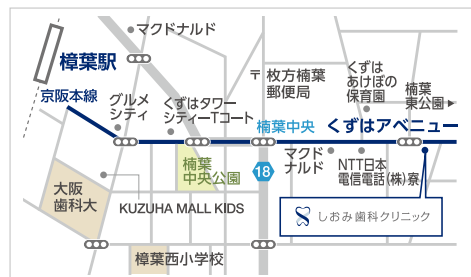 マクドナルド
樟葉駅
京阪本線
グルメ
シティ
くずはタワー
シティーTコート
〒 枚方楠葉
郵便局
くずは
あけぼの
保育園
楠葉
東公園
楠葉中央
くずはアベニュー
マクド
ナルド
NTT日本
電信電話(株)寮
楠葉
中央公園
18
大阪
歯科大
KUZUHA MALL KIDS
しおみ歯科クリニック
樟葉西小学校